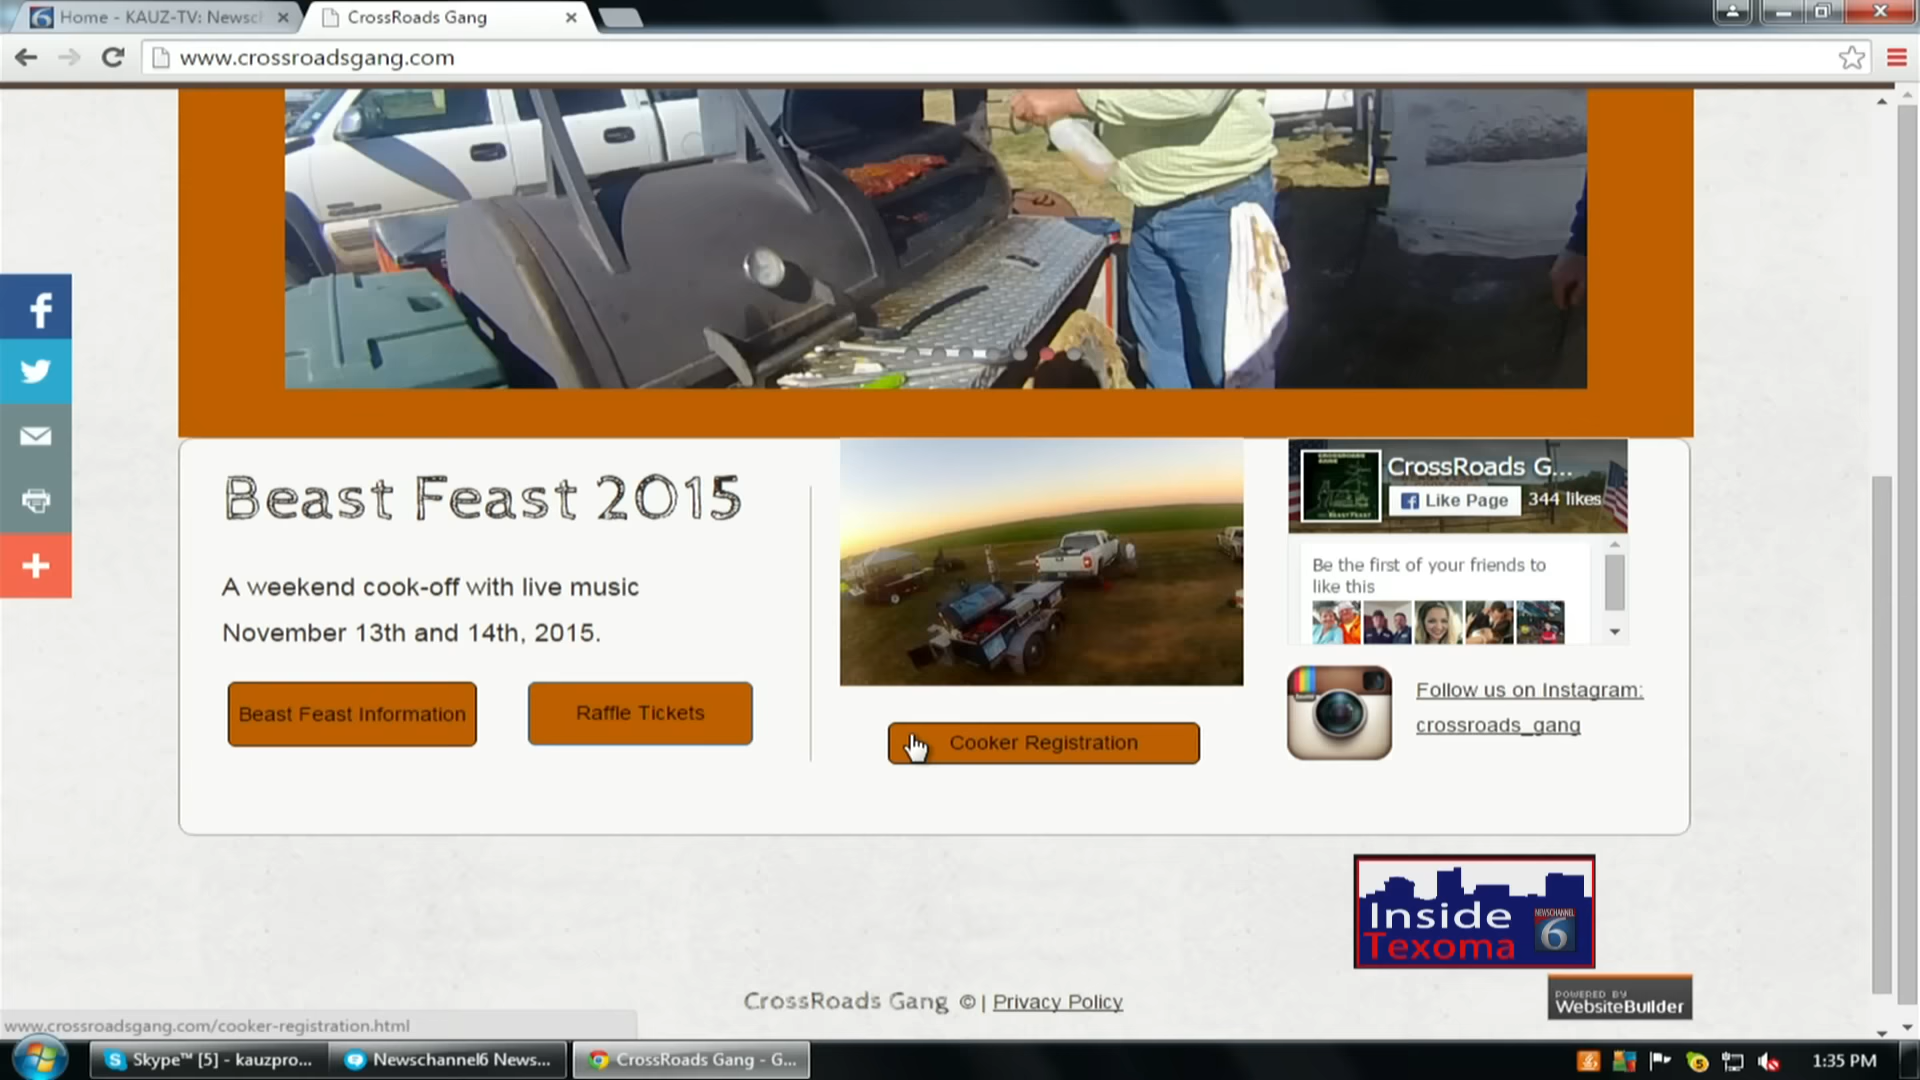 6 Home - KAUZ-TV: Newscl
CrossRoads Gang
www.crossroadsgang.com
Beast Feast 2015
A weekend cook-off with live music
November 13th and 14th, 2015.
Beast Feast Information
Raffle Tickets
Cooker Registration
CrossRoads G...
Like Page
344 likes
Be the first of your friends to
like this
Follow us on Instagram:
crossroads_gang
Inside
Texoma
NEWSCHANNEL
6
CrossRoads Gang © | Privacy Policy
POWERED BY
WebsiteBuilder
www.crossroadsgang.com/cooker-registration.html
Skype™ [5] - kauzpro...
Newschannel6 News...
CrossRoads Gang - G...
1:35 PM